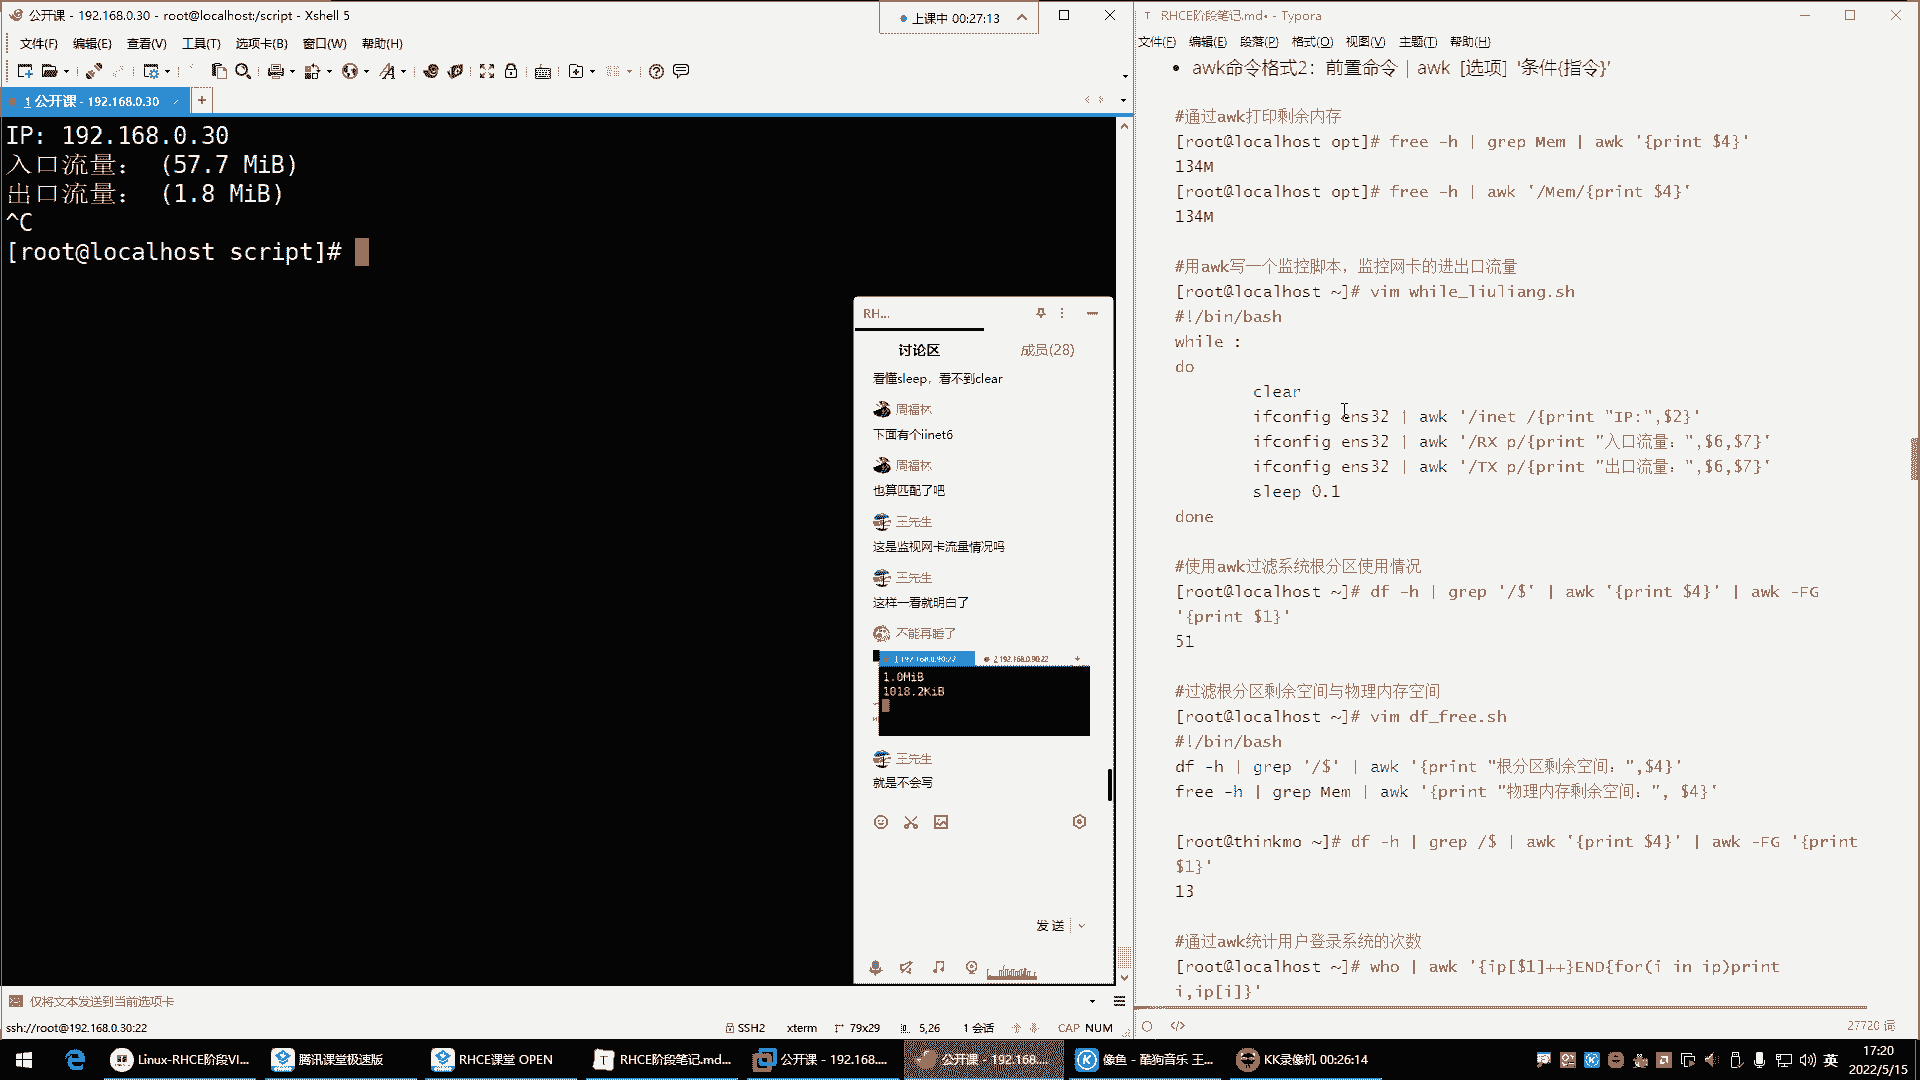 公开课 - 192.168.0.30 - root@localhost:/script - Xshell 5
上课中 00:27:13
文件(F) 编辑(E) 查看(V) 工具(T) 选项卡(B) 窗口(W) 帮助(H)
1 公开课 - 192.168.0.30
IP: 192.168.0.30
入口流量： (57.7 MiB)
出口流量： (1.8 MiB)
^C
[root@localhost script]#
RH...
讨论区 成员(28)
看懂sleep，看不到clear
周福林
下面有个iinet6
周福林
也算匹配了吧
王先生
这是监视网卡流量情况吗
王先生
这样一看就明白了
不能再睡了
1 192.168.0.90:22 2 192.168.0.90:22
1.0MiB
1018.2KiB
王先生
就是不会写
发送
仅将文本发送到当前选项卡
ssh://root@192.168.0.30:22 SSH2 xterm 79x29 5,26 1 会话 CAP NUM
RHCE阶段笔记.md• - Typora
文件(F) 编辑(E) 段落(P) 格式(O) 视图(V) 主题(T) 帮助(H)
• awk命令格式2：前置命令 | awk [选项] '条件{指令}'
#通过awk打印剩余内存
[root@localhost opt]# free -h | grep Mem | awk '{print $4}'
134M
[root@localhost opt]# free -h | awk '/Mem/{print $4}'
134M
#用awk写一个监控脚本，监控网卡的进出口流量
[root@localhost ~]# vim while_liuliang.sh
#!/bin/bash
while :
do
clear
ifconfig ens32 | awk '/inet /{print "IP:",$2}'
ifconfig ens32 | awk '/RX p/{print "入口流量：",$6,$7}'
ifconfig ens32 | awk '/TX p/{print "出口流量：",$6,$7}'
sleep 0.1
done
#使用awk过滤系统根分区使用情况
[root@localhost ~]# df -h | grep '/$' | awk '{print $4}' | awk -FG
'{print $1}'
51
#过滤根分区剩余空间与物理内存空间
[root@localhost ~]# vim df_free.sh
#!/bin/bash
df -h | grep '/$' | awk '{print "根分区剩余空间：",$4}'
free -h | grep Mem | awk '{print "物理内存剩余空间：", $4}'
[root@thinkmo ~]# df -h | grep /$ | awk '{print $4}' | awk -FG '{print
$1}'
13
#通过awk统计用户登录系统的次数
[root@localhost ~]# who | awk '{ip[$1]++}END{for(i in ip)print
i,ip[i]}'
27720 词
Linux-RHCE阶段VI... 腾讯课堂极速版 RHCE课堂 OPEN RHCE阶段笔记.md... 公开课 - 192.168.... 公开课 - 192.168.... 像鱼 - 酷狗音乐 王... KK录像机 00:26:14 英 17:20
2022/5/15